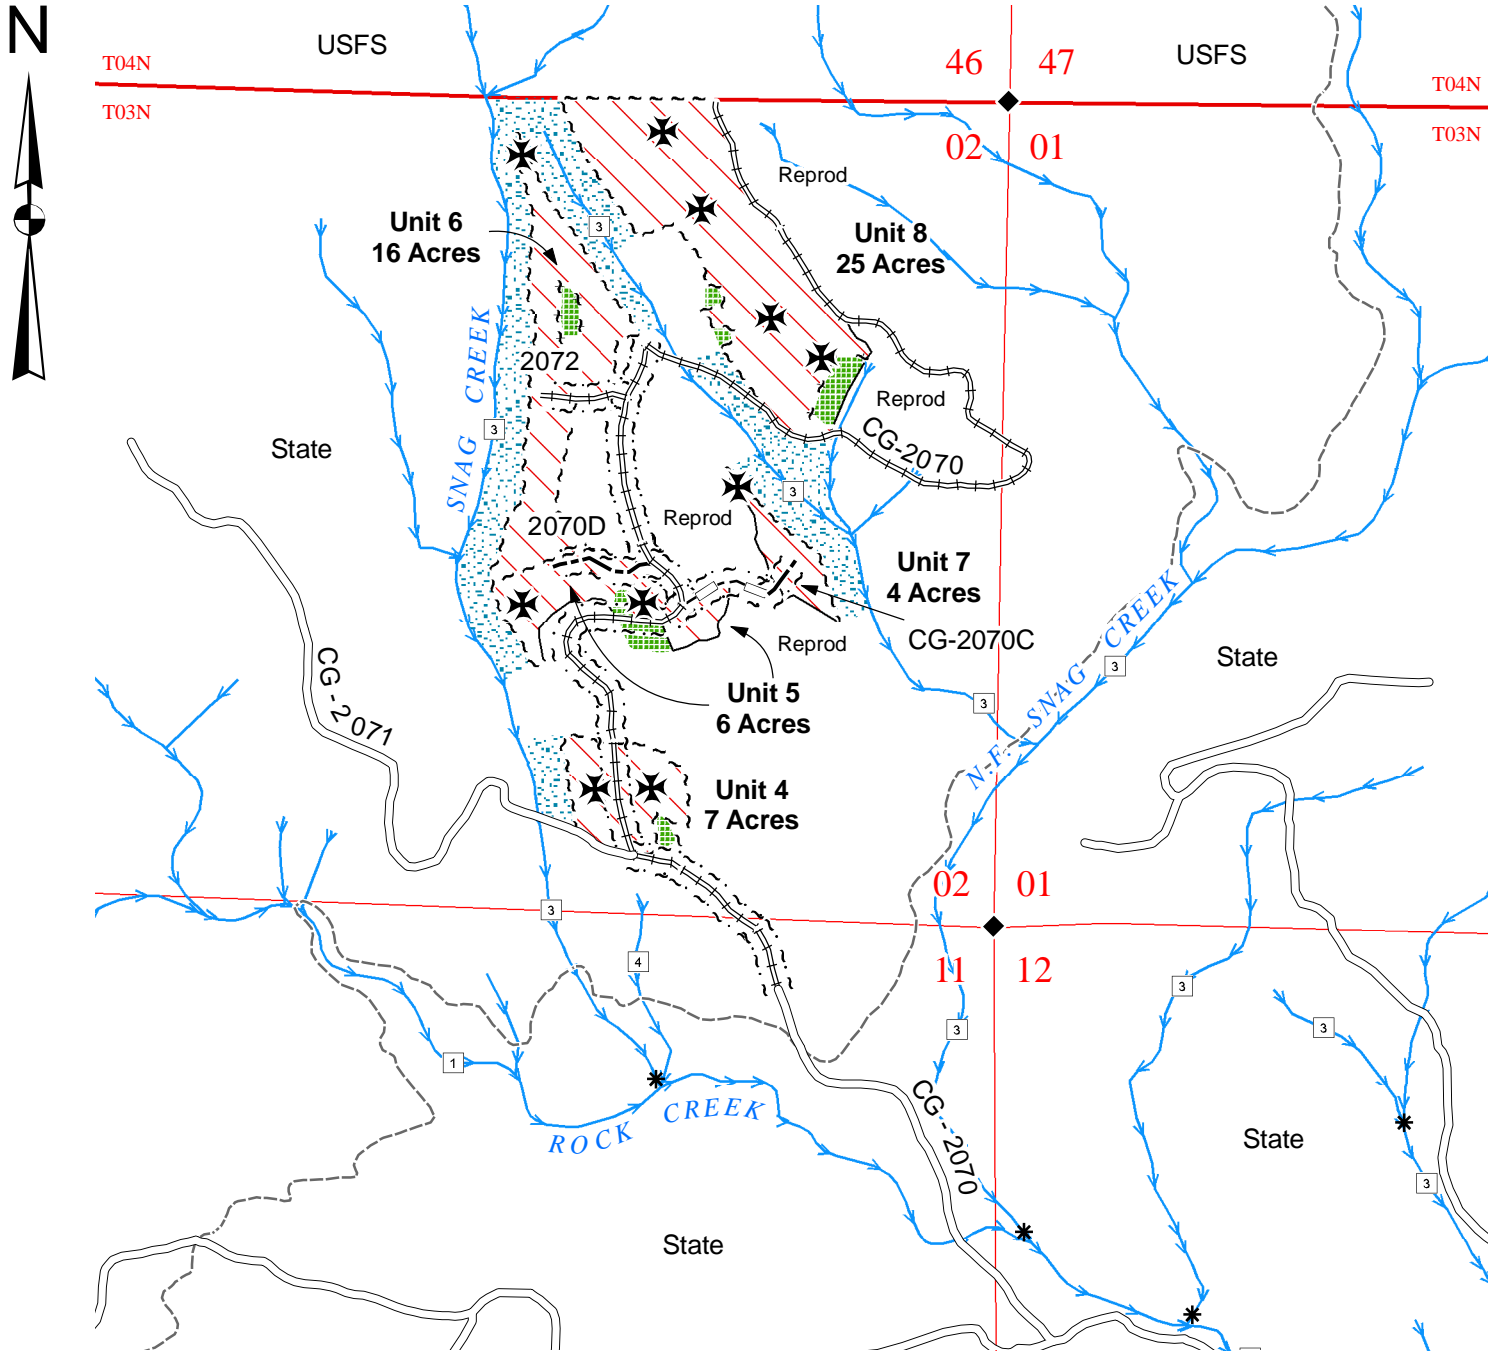 N
USFS
46 47
USFS
T04N
T03N
T04N
T03N
02 01
Reprod
3
Unit 6
16 Acres
Unit 8
25 Acres
SNAG CREEK
2072
Reprod
CG-2070
3
State
3
Reprod
2070D
Unit 7
4 Acres
CG-2070C
Reprod
N.F. SNAG CREEK
3
State
CG - 2071
Unit 5
6 Acres
3
Unit 4
7 Acres
02 01
3
4
11 12
3
3
3
1
ROCK CREEK
CG - 2070
State
3
State